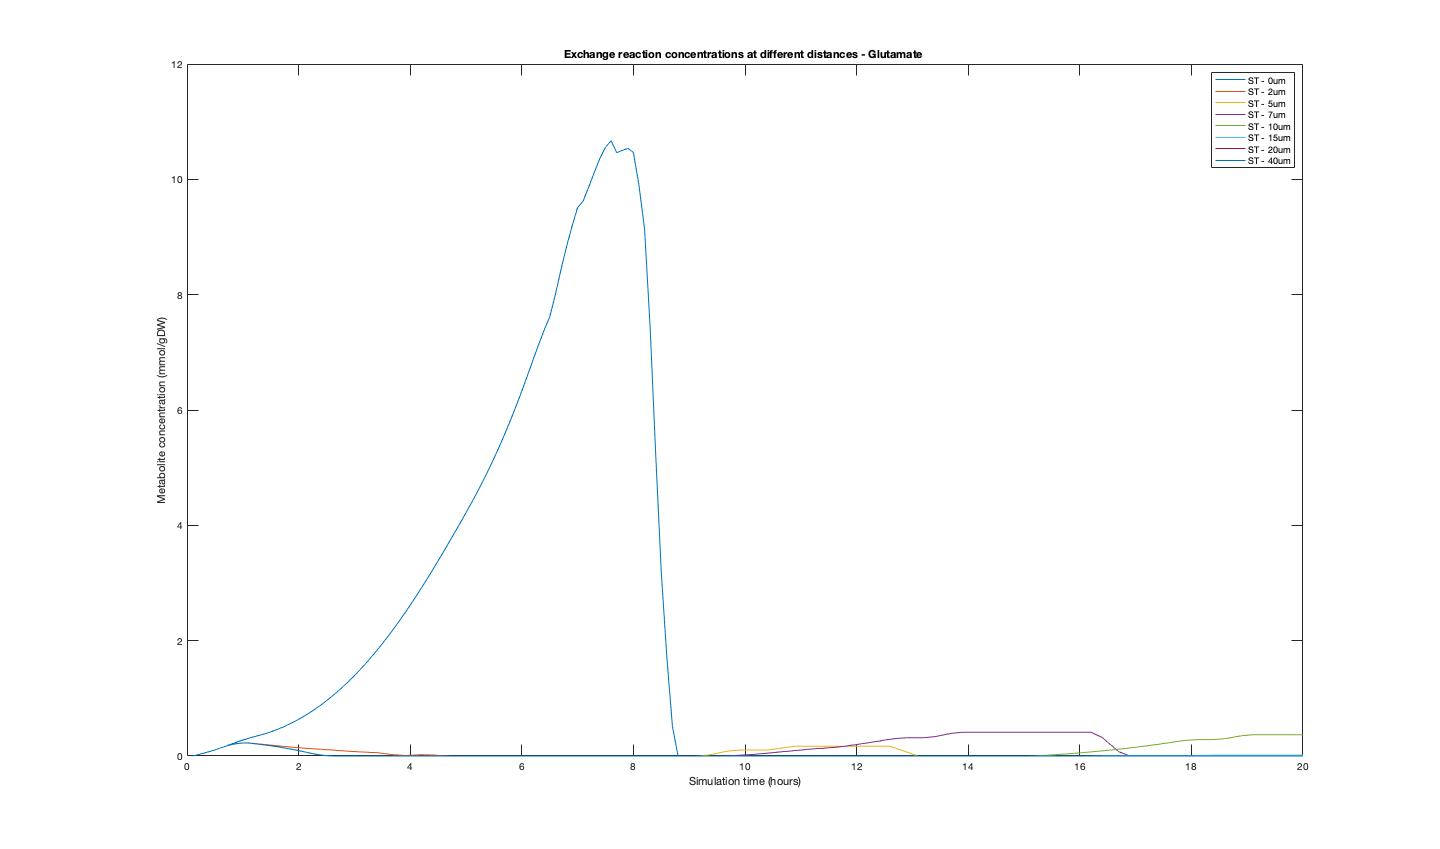 Exchange reaction concentrations at different distances - Glutamate
12
10
8
6
4
2
0
Metabolite concentration (mmol/gDW)
ST - 0um
ST - 2um
ST - 5um
ST - 7um
ST - 10um
ST - 15um
ST - 20um
ST - 40um
0 2 4 6 8 10 12 14 16 18 20
Simulation time (hours)